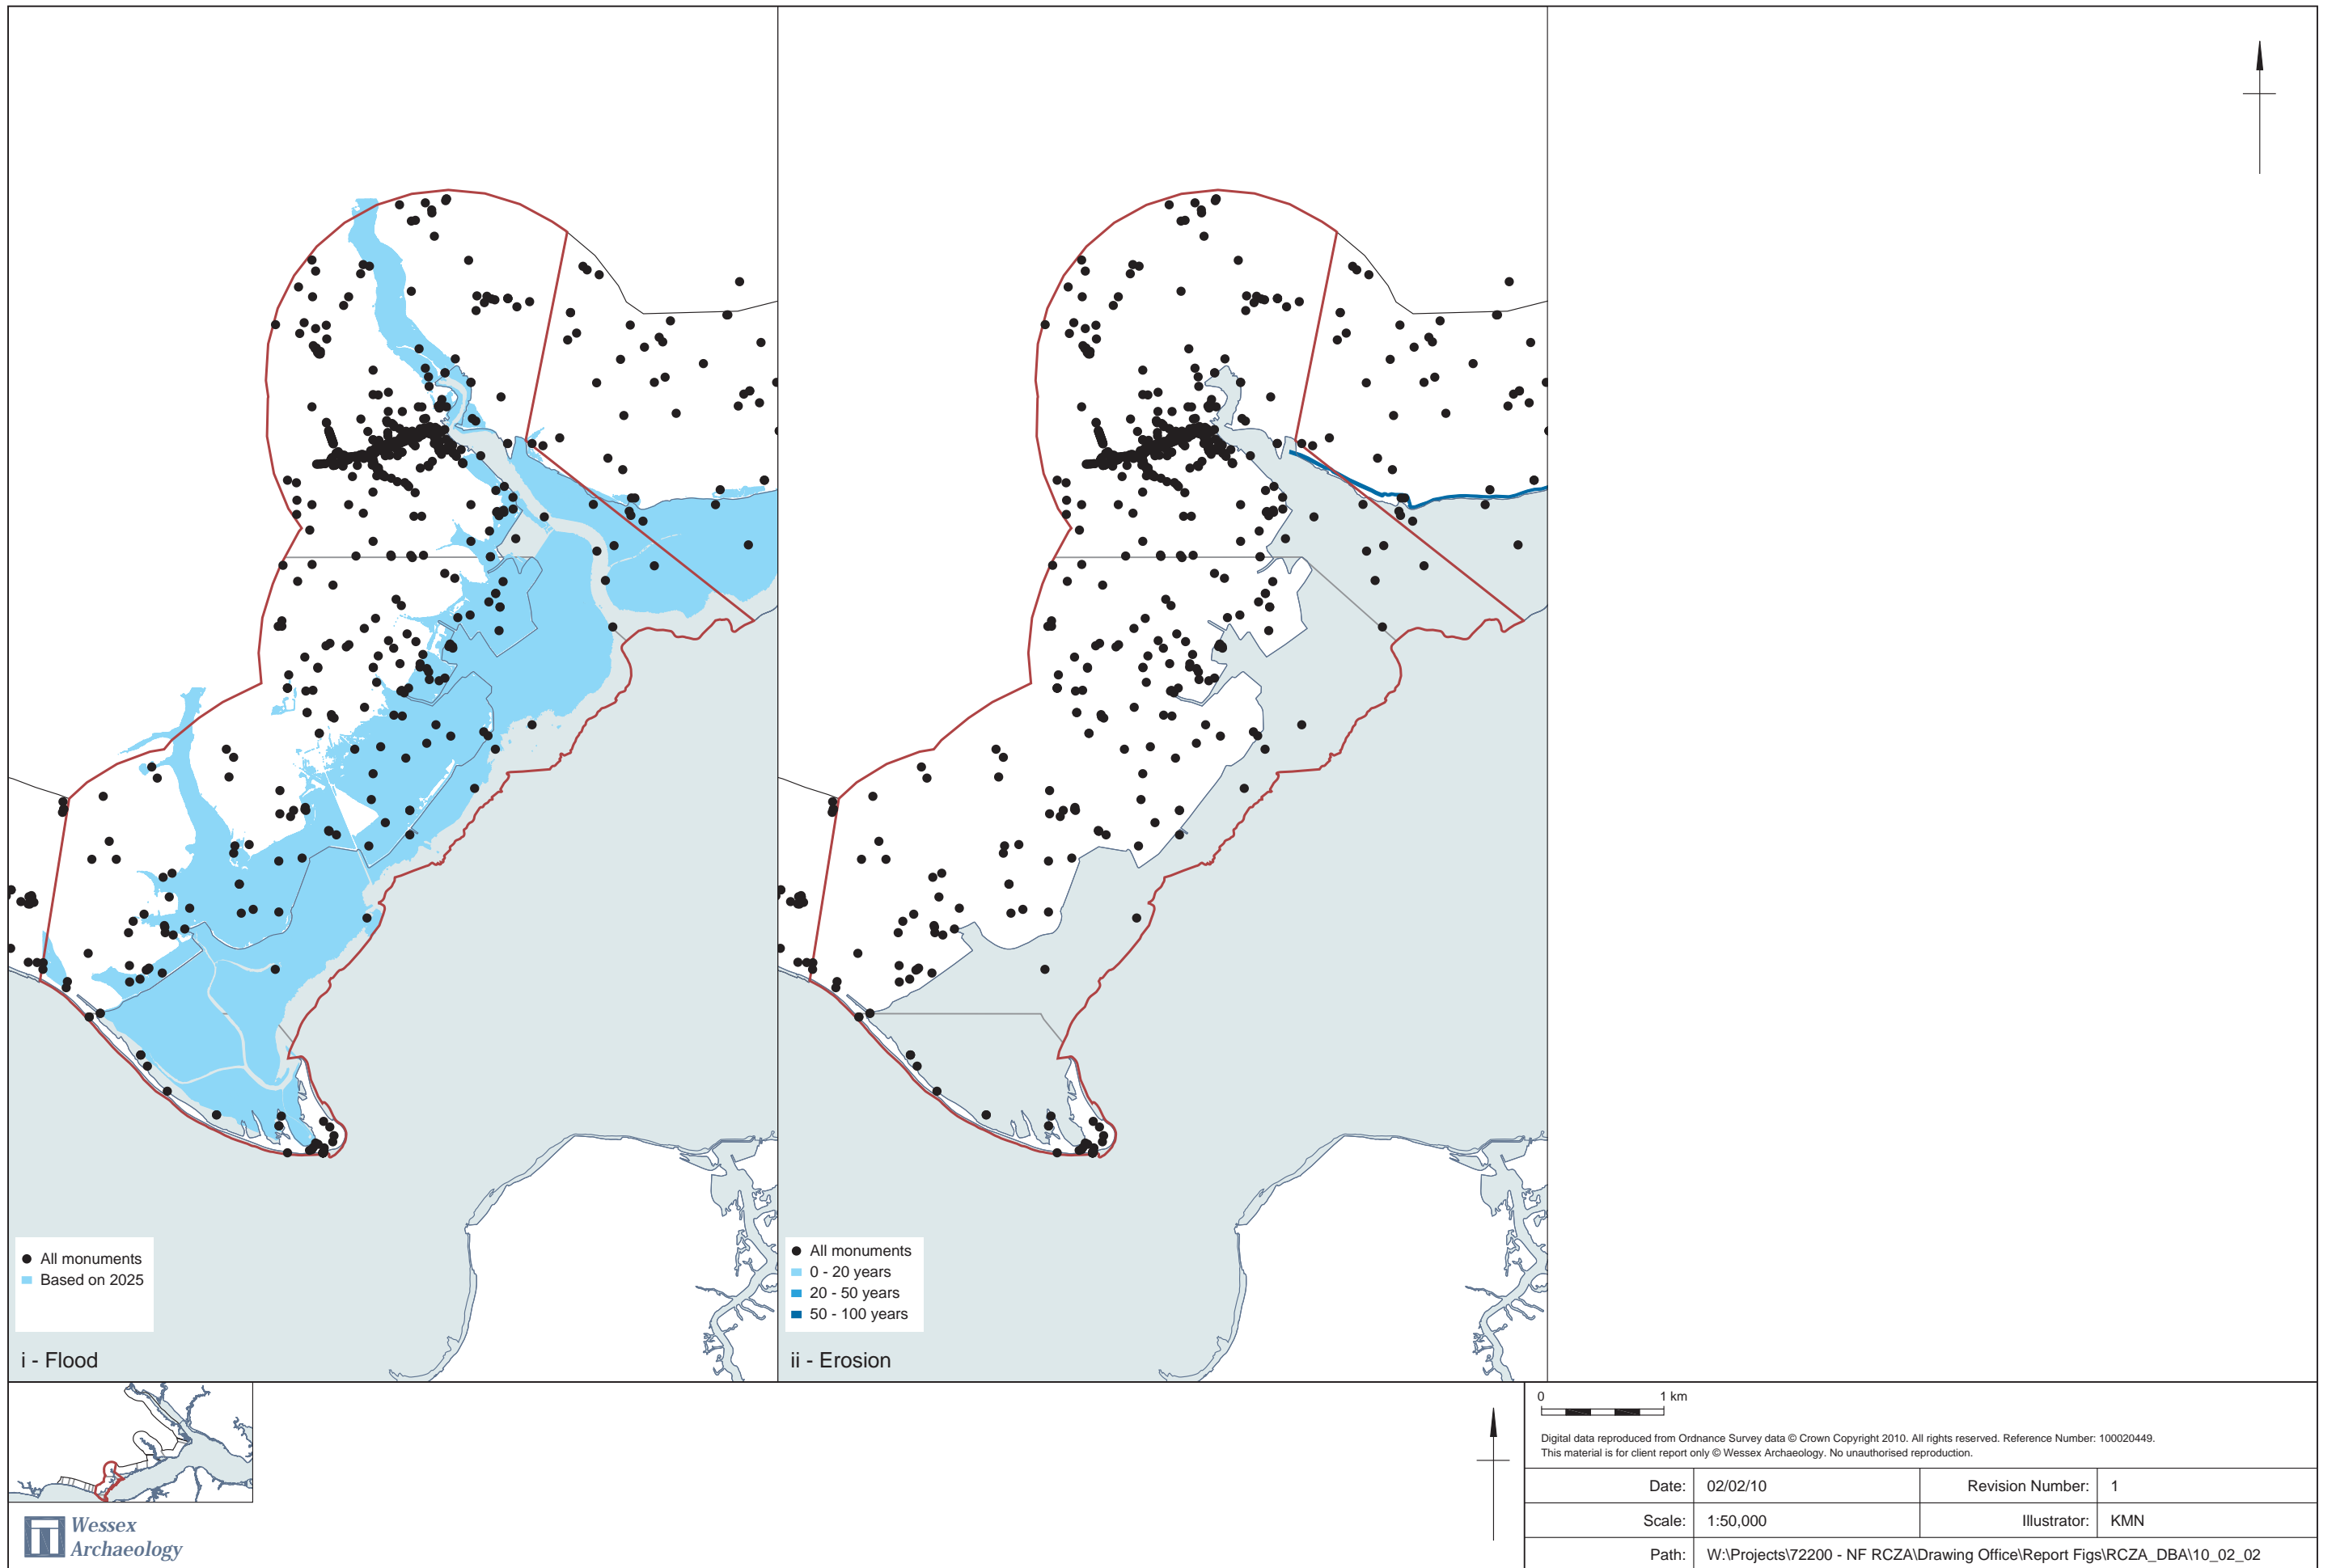 All monuments
Based on 2025
i - Flood
All monuments
0 - 20 years
20 - 50 years
50 - 100 years
ii - Erosion
Wessex
Archaeology
0 1 km
Digital data reproduced from Ordnance Survey data © Crown Copyright 2010. All rights reserved. Reference Number: 100020449.
This material is for client report only © Wessex Archaeology. No unauthorised reproduction.
Date: 02/02/10 Revision Number: 1
Scale: 1:50,000 Illustrator: KMN
Path: W:\Projects\72200 - NF RCZA\Drawing Office\Report Figs\RCZA_DBA\10_02_02